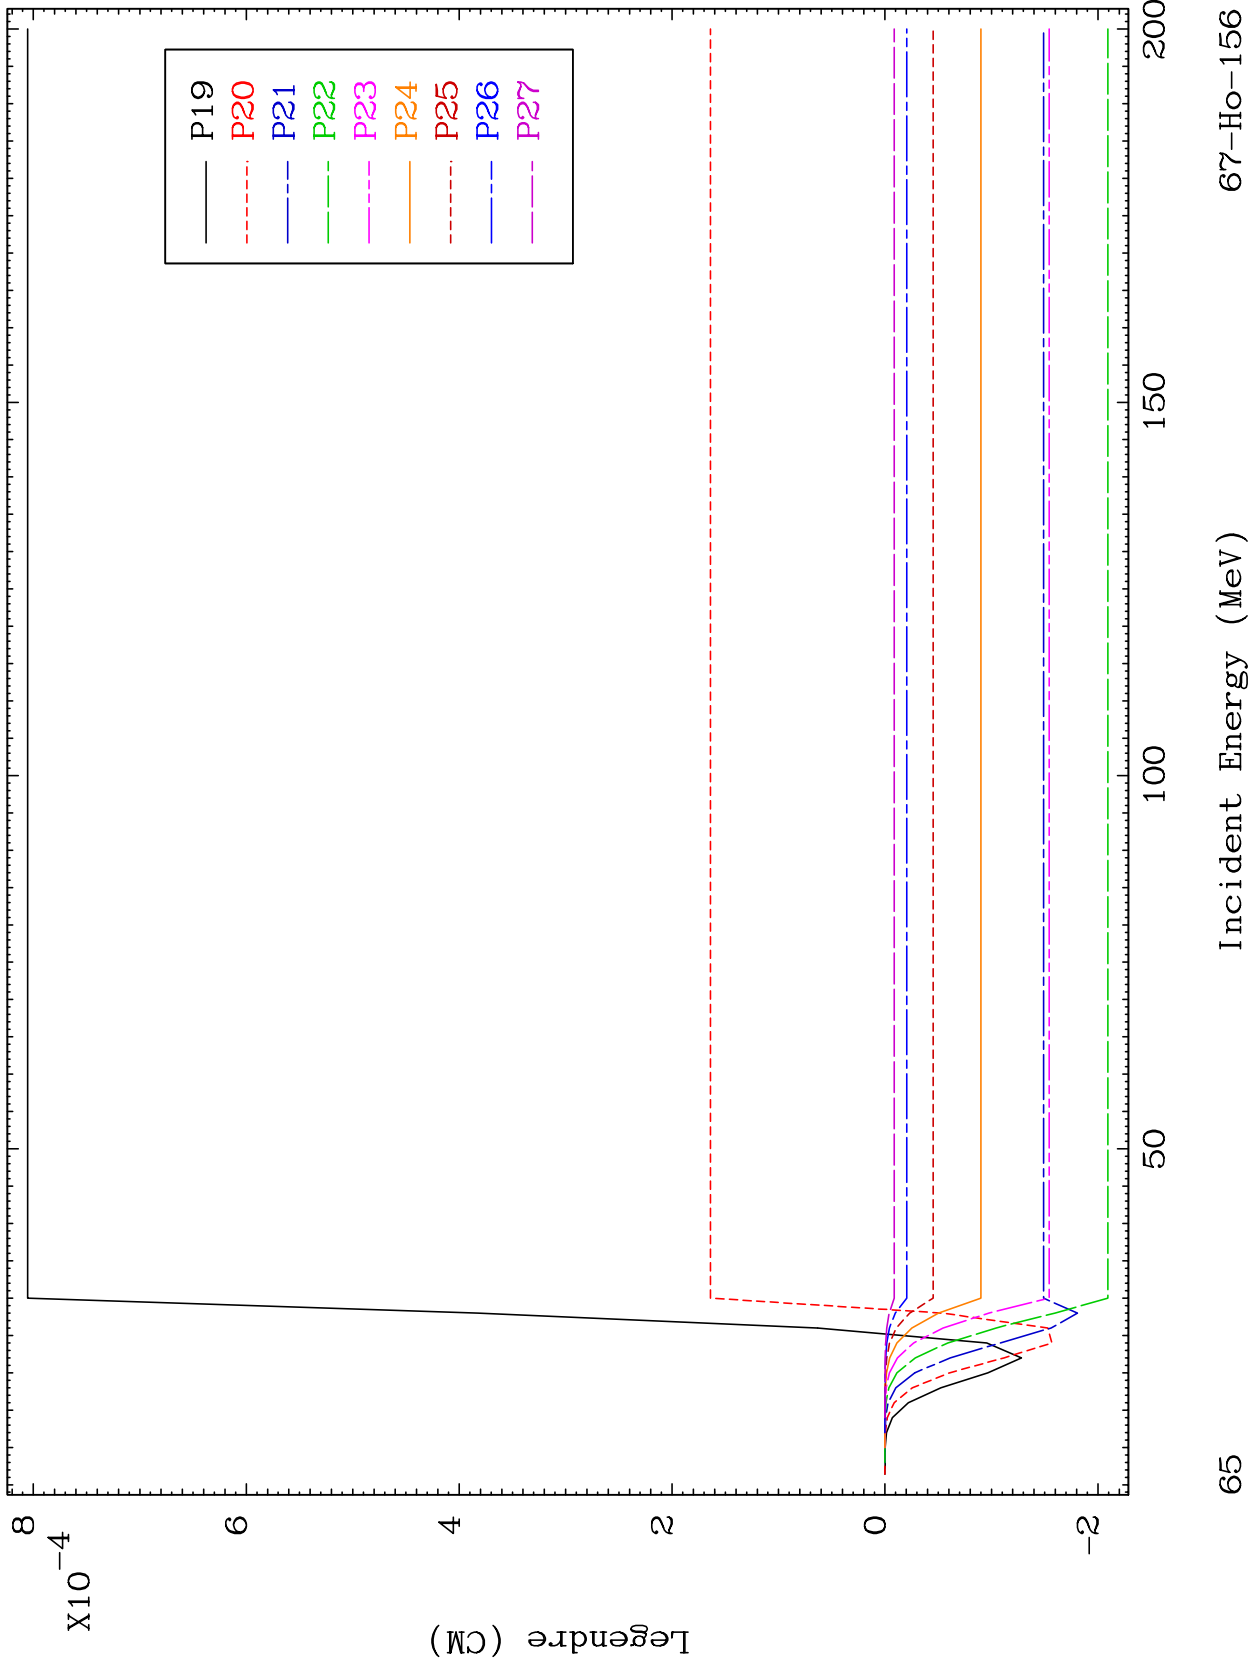 X10-4
8
6
4
2
0
-2
Legendre (CM)
P19
P20
P21
P22
P23
P24
P25
P26
P27
50
100
150
200
Incident Energy (MeV)
65
67-Ho-156